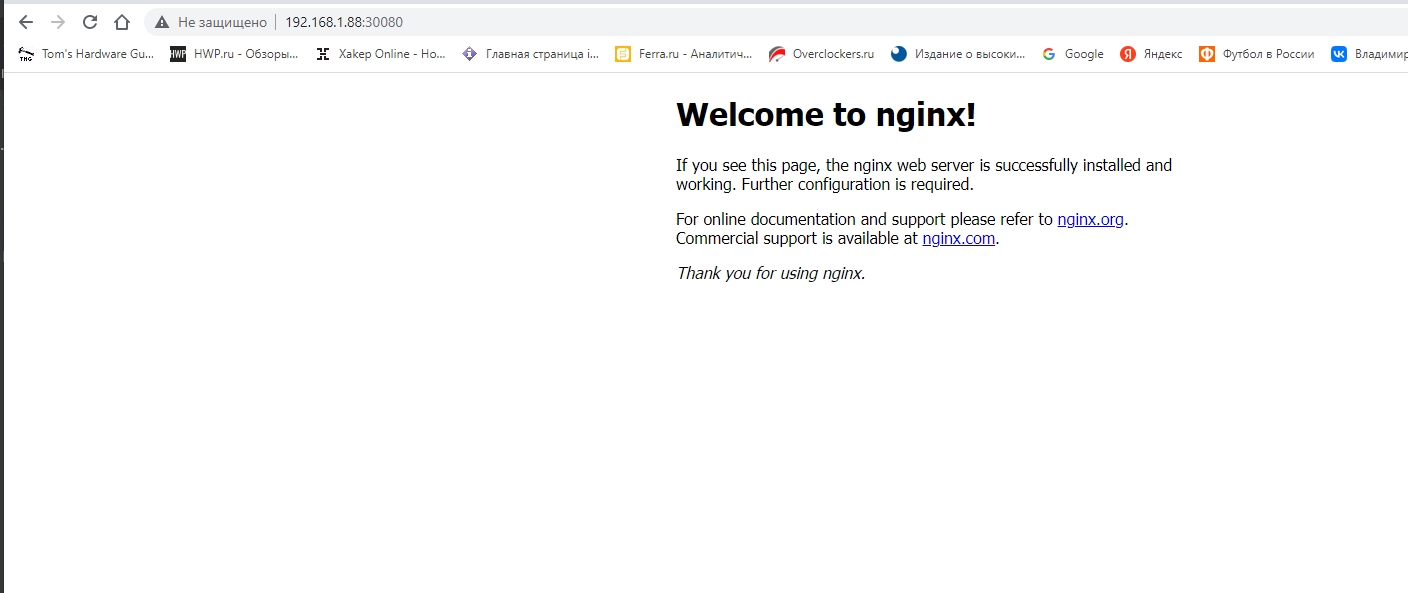 Не защищено 192.168.1.88:30080
THG Tom's Hardware Gu... HWP HWP.ru - Обзоры... Xakep Online - Но... Главная страница i... Ferra.ru - Аналитич... Overclockers.ru Издание о высоки... G Google Я Яндекс Ф Футбол в России VK Владимир
Welcome to nginx!
If you see this page, the nginx web server is successfully installed and
working. Further configuration is required.
For online documentation and support please refer to nginx.org.
Commercial support is available at nginx.com.
Thank you for using nginx.